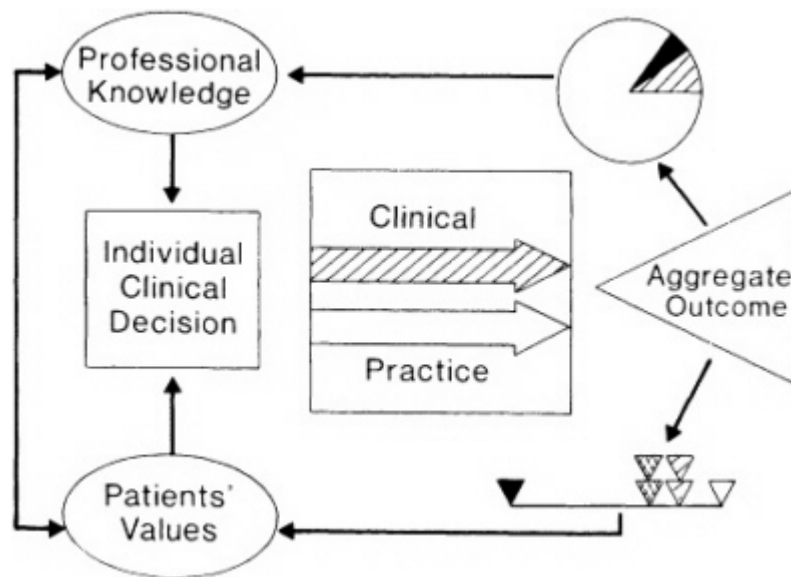 Professional
Knowledge
Individual
Clinical
Decision
Patients'
Values
Clinical
Practice
Aggregate
Outcome